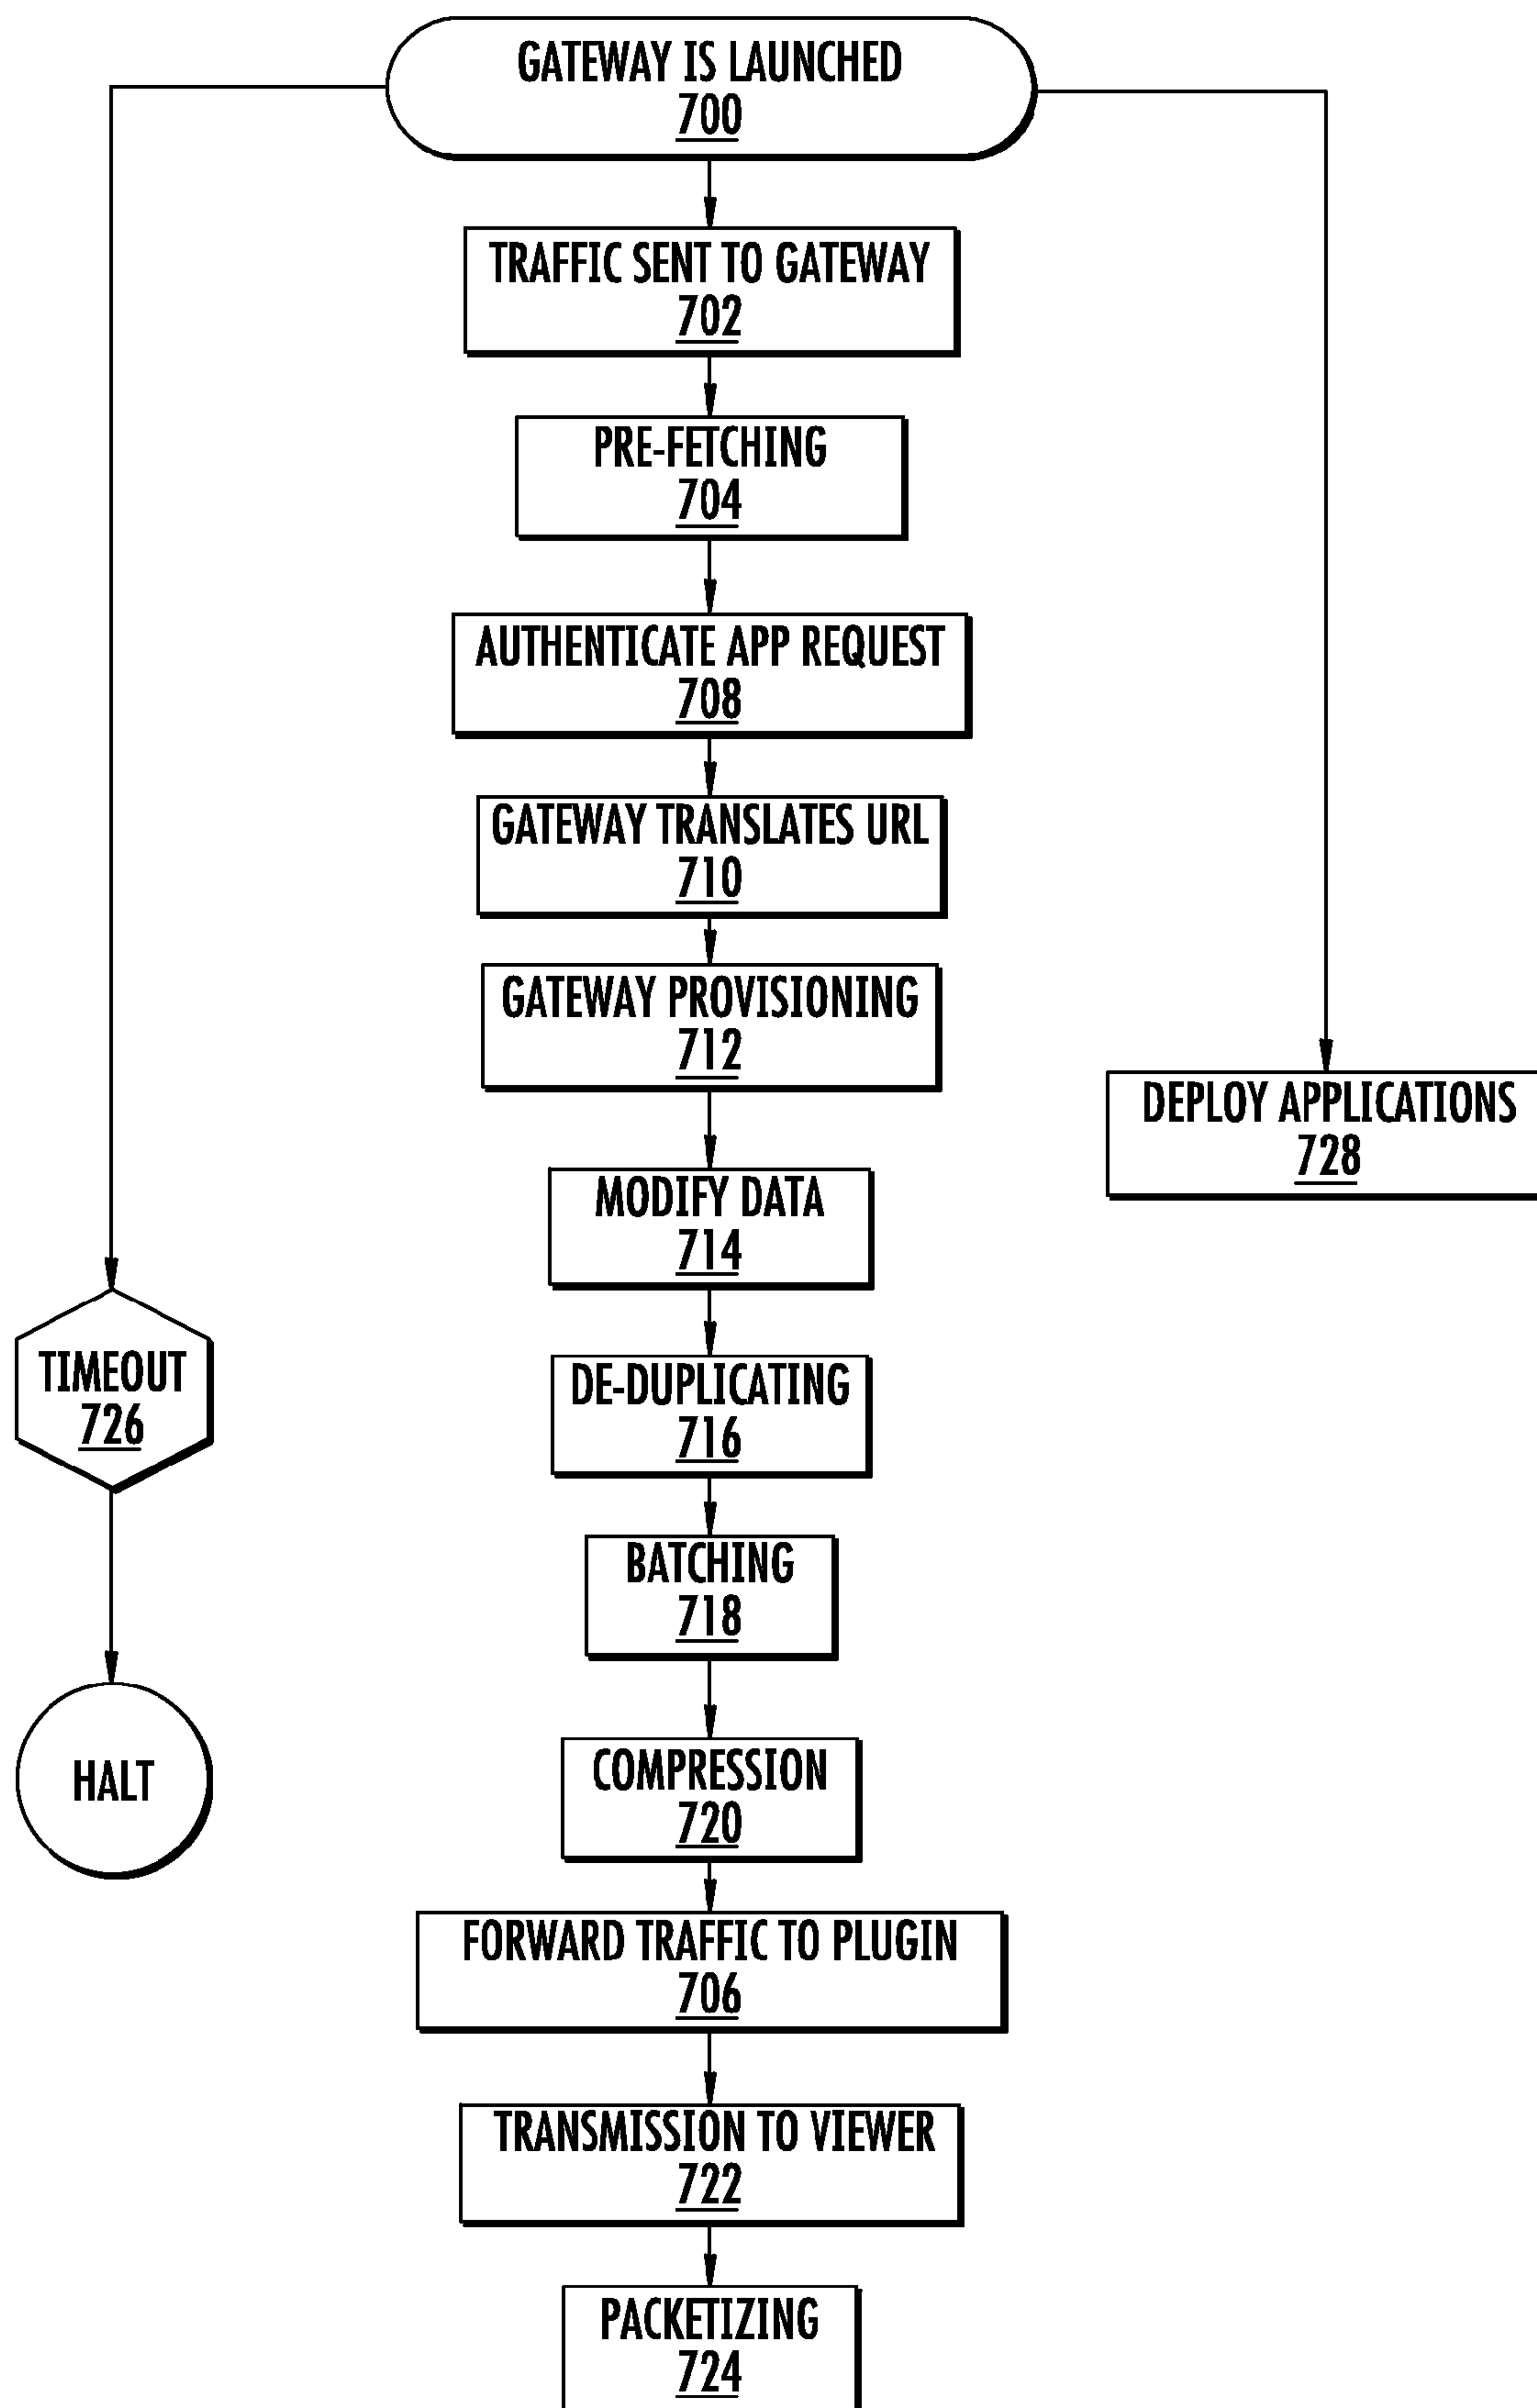 GATEWAY IS LAUNCHED
700
TRAFFIC SENT TO GATEWAY
702
PRE-FETCHING
704
AUTHENTICATE APP REQUEST
708
GATEWAY TRANSLATES URL
710
GATEWAY PROVISIONING
712
DEPLOY APPLICATIONS
728
MODIFY DATA
714
TIMEOUT
726
DE-DUPLICATING
716
BATCHING
718
HALT
COMPRESSION
720
FORWARD TRAFFIC TO PLUGIN
706
TRANSMISSION TO VIEWER
722
PACKETIZING
724